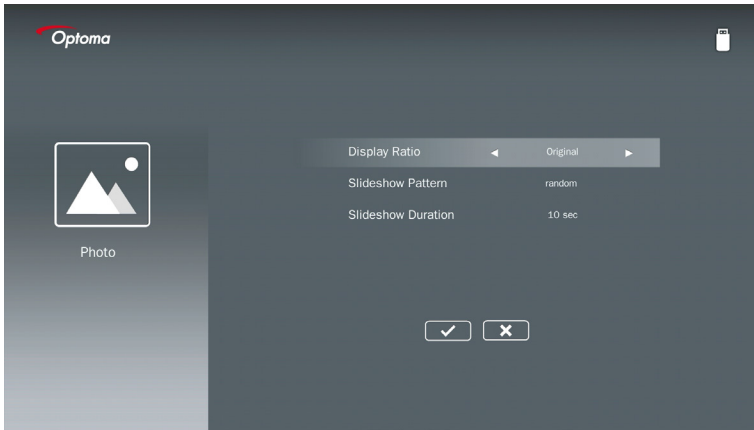 Optoma
Display Ratio Original
Slideshow Pattern random
Slideshow Duration 10 sec
Photo